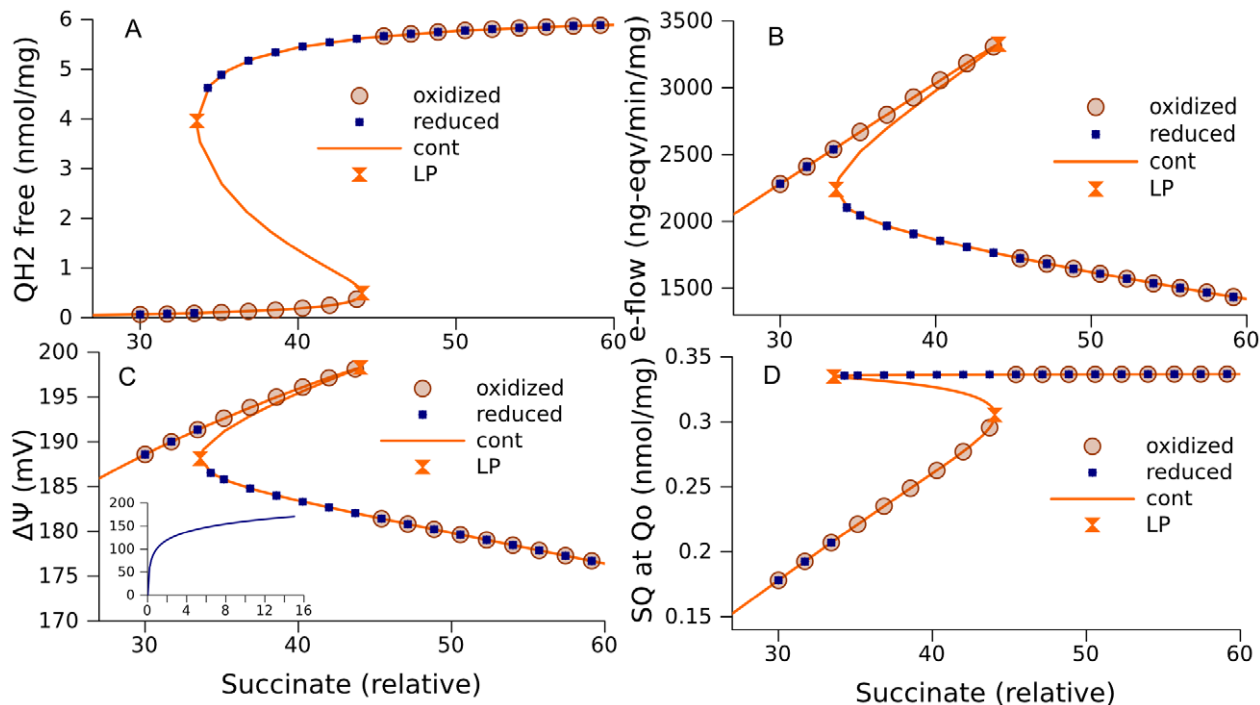 A
QH2 free (nmol/mg)
6
5
4
3
2
1
0
30
40
50
60
oxidized
reduced
cont
LP
B
e-flow (ng-eqv/min/mg)
3500
3000
2500
2000
1500
30
40
50
60
oxidized
reduced
cont
LP
C
ΔΨ (mV)
200
195
190
185
180
175
170
30
40
50
60
oxidized
reduced
cont
LP
200
150
100
50
0
0
4
8
12
16
Succinate (relative)
D
SQ at Qo (nmol/mg)
0.35
0.3
0.25
0.2
0.15
30
40
50
60
oxidized
reduced
cont
LP
Succinate (relative)